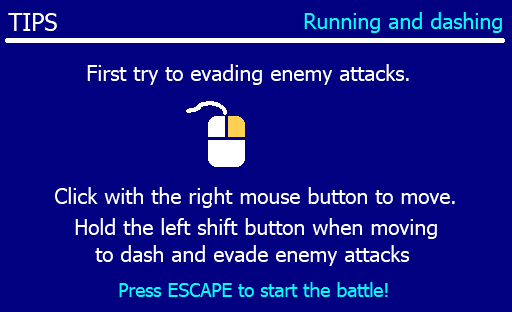 TIPS
Running and dashing
First try to evading enemy attacks.
Click with the right mouse button to move.
Hold the left shift button when moving
to dash and evade enemy attacks
Press ESCAPE to start the battle!